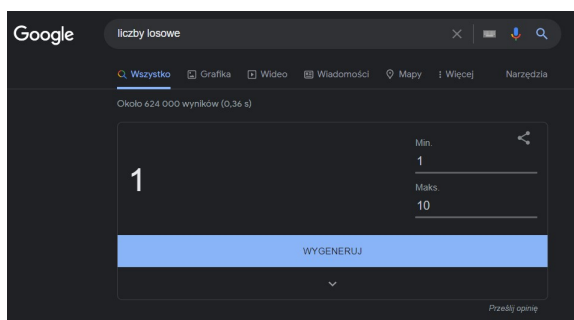 Google liczby losowe
Wszystko Grafika Wideo Wiadomości Mapy Więcej Narzędzia
Około 624 000 wyników (0,36 s)
Min.
1
1
Maks.
10
WYGENERUJ
Prześlij opinię